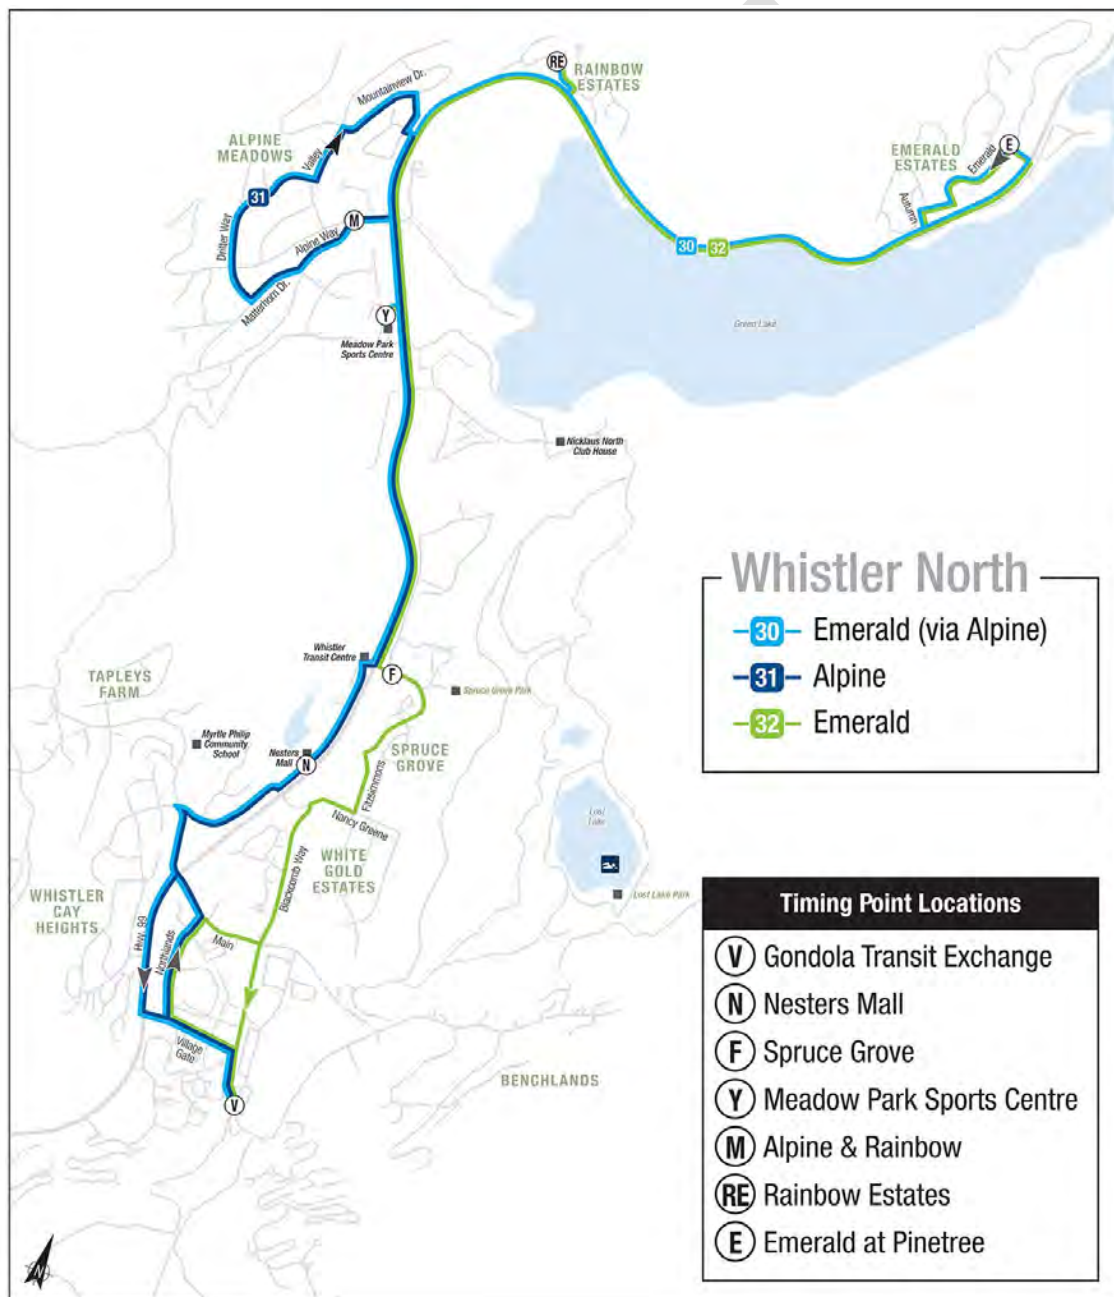 RE
RAINBOW
ESTATES
Mountainview Dr.
ALPINE
MEADOWS
Valley
EMERALD
ESTATES
E
Emerald
Autumn
31
M
Drifter Way
Alpine Way
Matterhorn Dr.
30
32
Y
Meadow Park
Sports Centre
Green Lake
Nicklaus North
Club House
Whistler North
30 Emerald (via Alpine)
31 Alpine
32 Emerald
Whistler
Transit Centre
F
Spruce Grove Park
TAPLEYS
FARM
Myrtle Philip
Community
School
Nesters
Mall
N
SPRUCE
GROVE
Fitzsimmons
Nancy Greene
Lost
Lake
WHITE
GOLD
ESTATES
Blackcomb Way
WHISTLER
CAY
HEIGHTS
Lost Lake Park
Hwy. 99
Northlands
Main
Village
Gate
V
BENCHLANDS
Timing Point Locations
V Gondola Transit Exchange
N Nesters Mall
F Spruce Grove
Y Meadow Park Sports Centre
M Alpine & Rainbow
RE Rainbow Estates
E Emerald at Pinetree
N